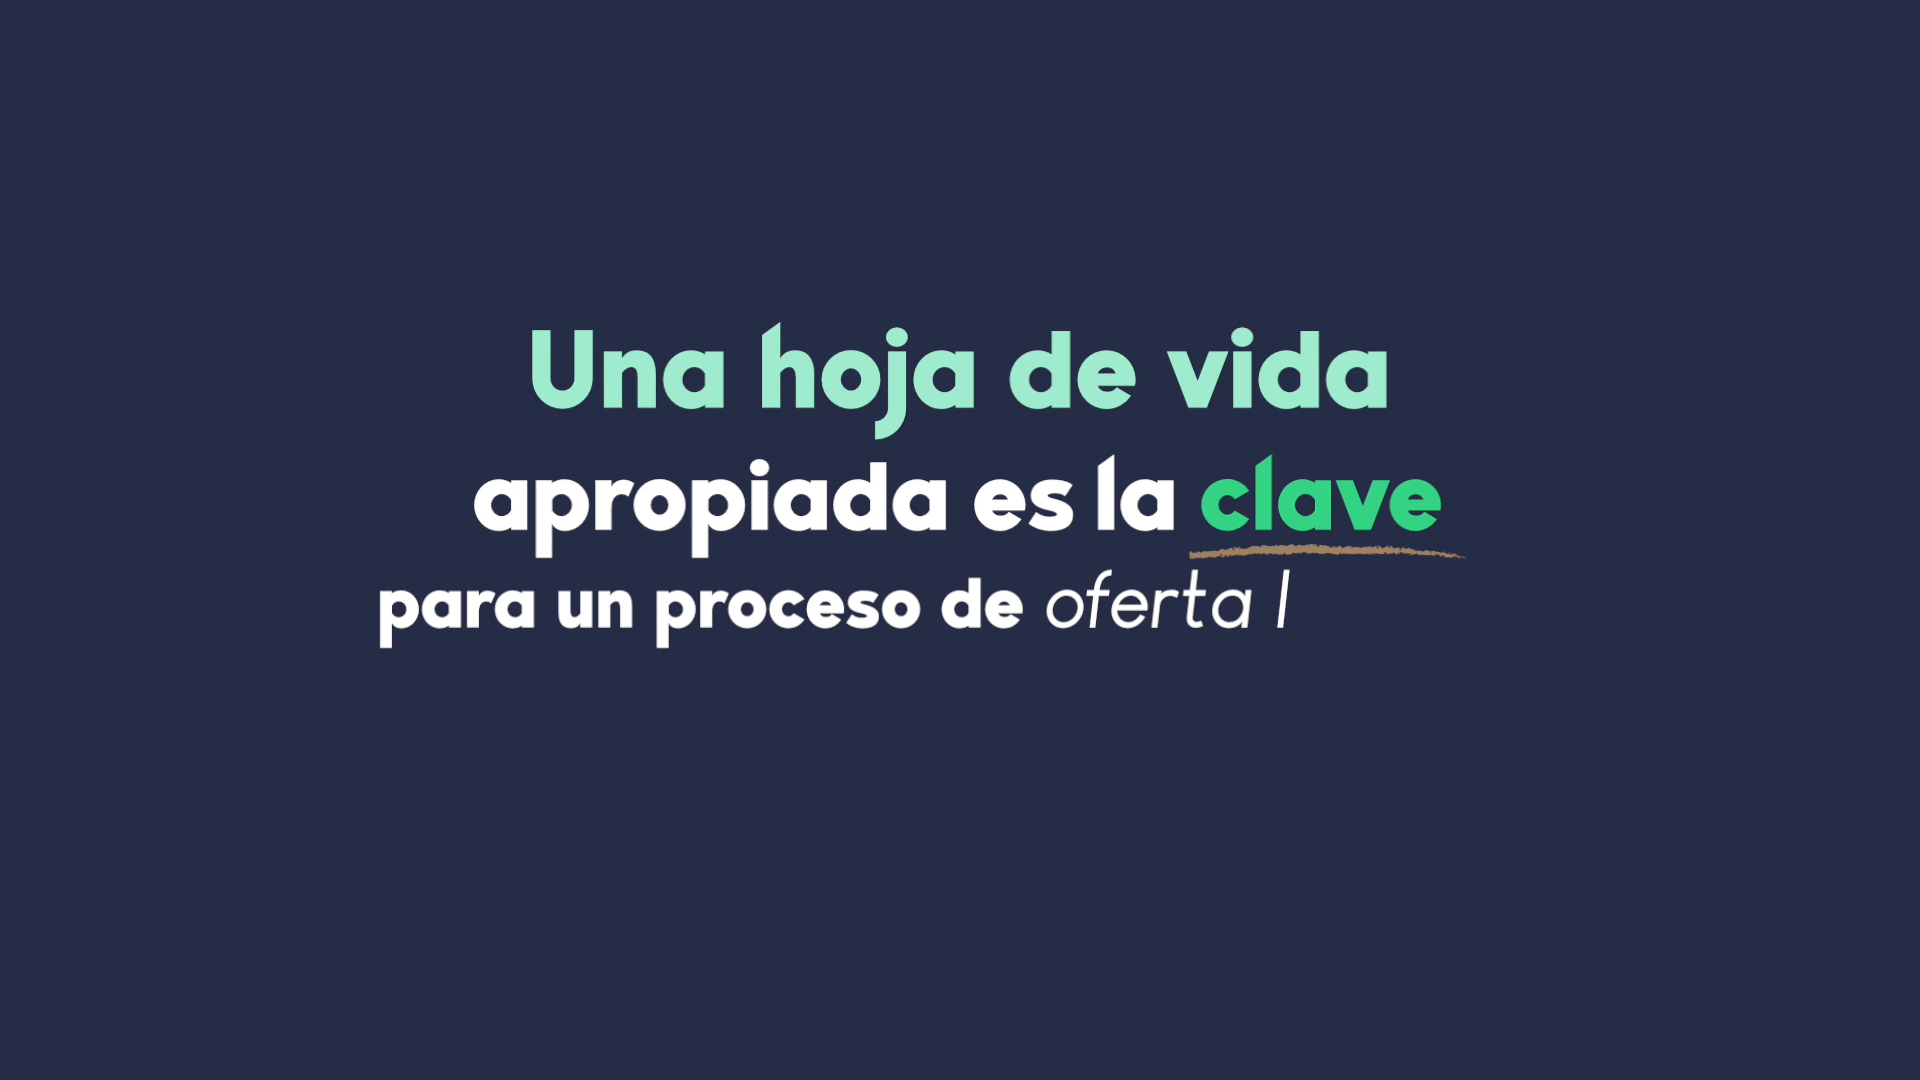 Una hoja de vida
apropiada es la clave
para un proceso de oferta l